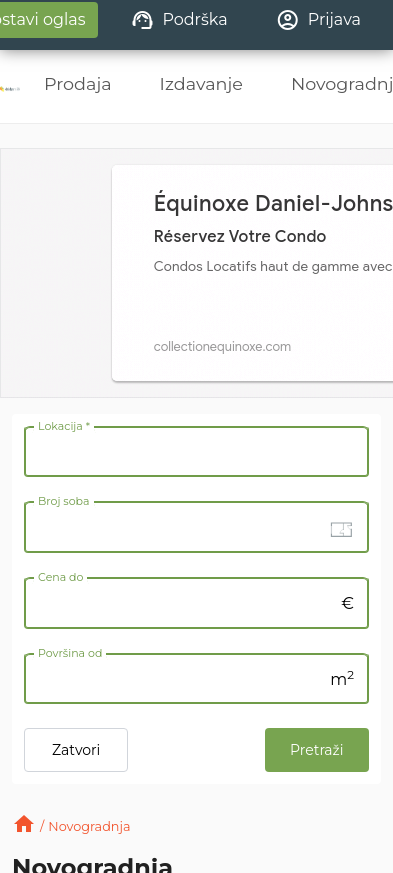 Podrška Prijava
ostavi oglas
Prodaja Izdavanje Novogradnj
Équinoxe Daniel-Johns
Réservez Votre Condo
Condos Locatifs haut de gamme avec
collectionequinoxe.com
Lokacija *
Broj soba
Cena do
€
Površina od
m²
Zatvori Pretraži
/ Novogradnja
Novogradnja